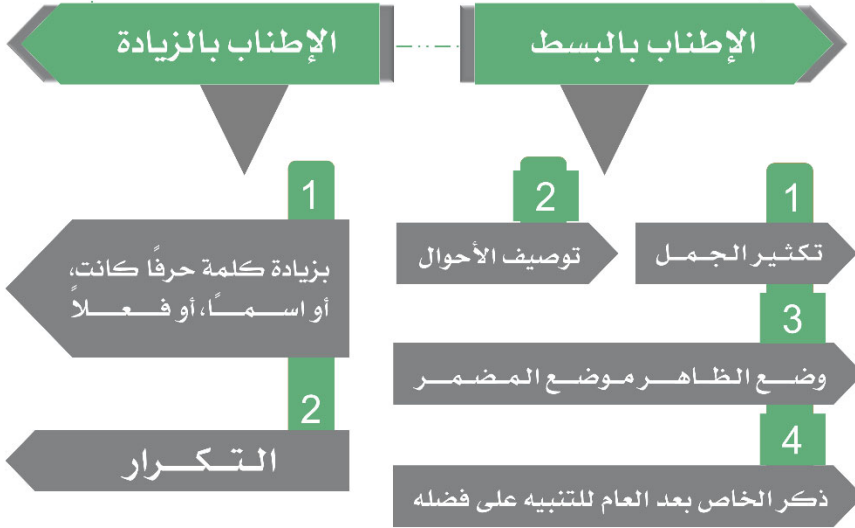 الإطناب بالبسط
1
تكثير الجمل
2
توصيف الأحوال
3
وضع الظاهر موضع المضمر
4
ذكر الخاص بعد العام للتنبيه على فضله
الإطناب بالزيادة
1
بزيادة كلمة حرفًا كانت،
أو اسمًا، أو فعلاً
2
التكرار